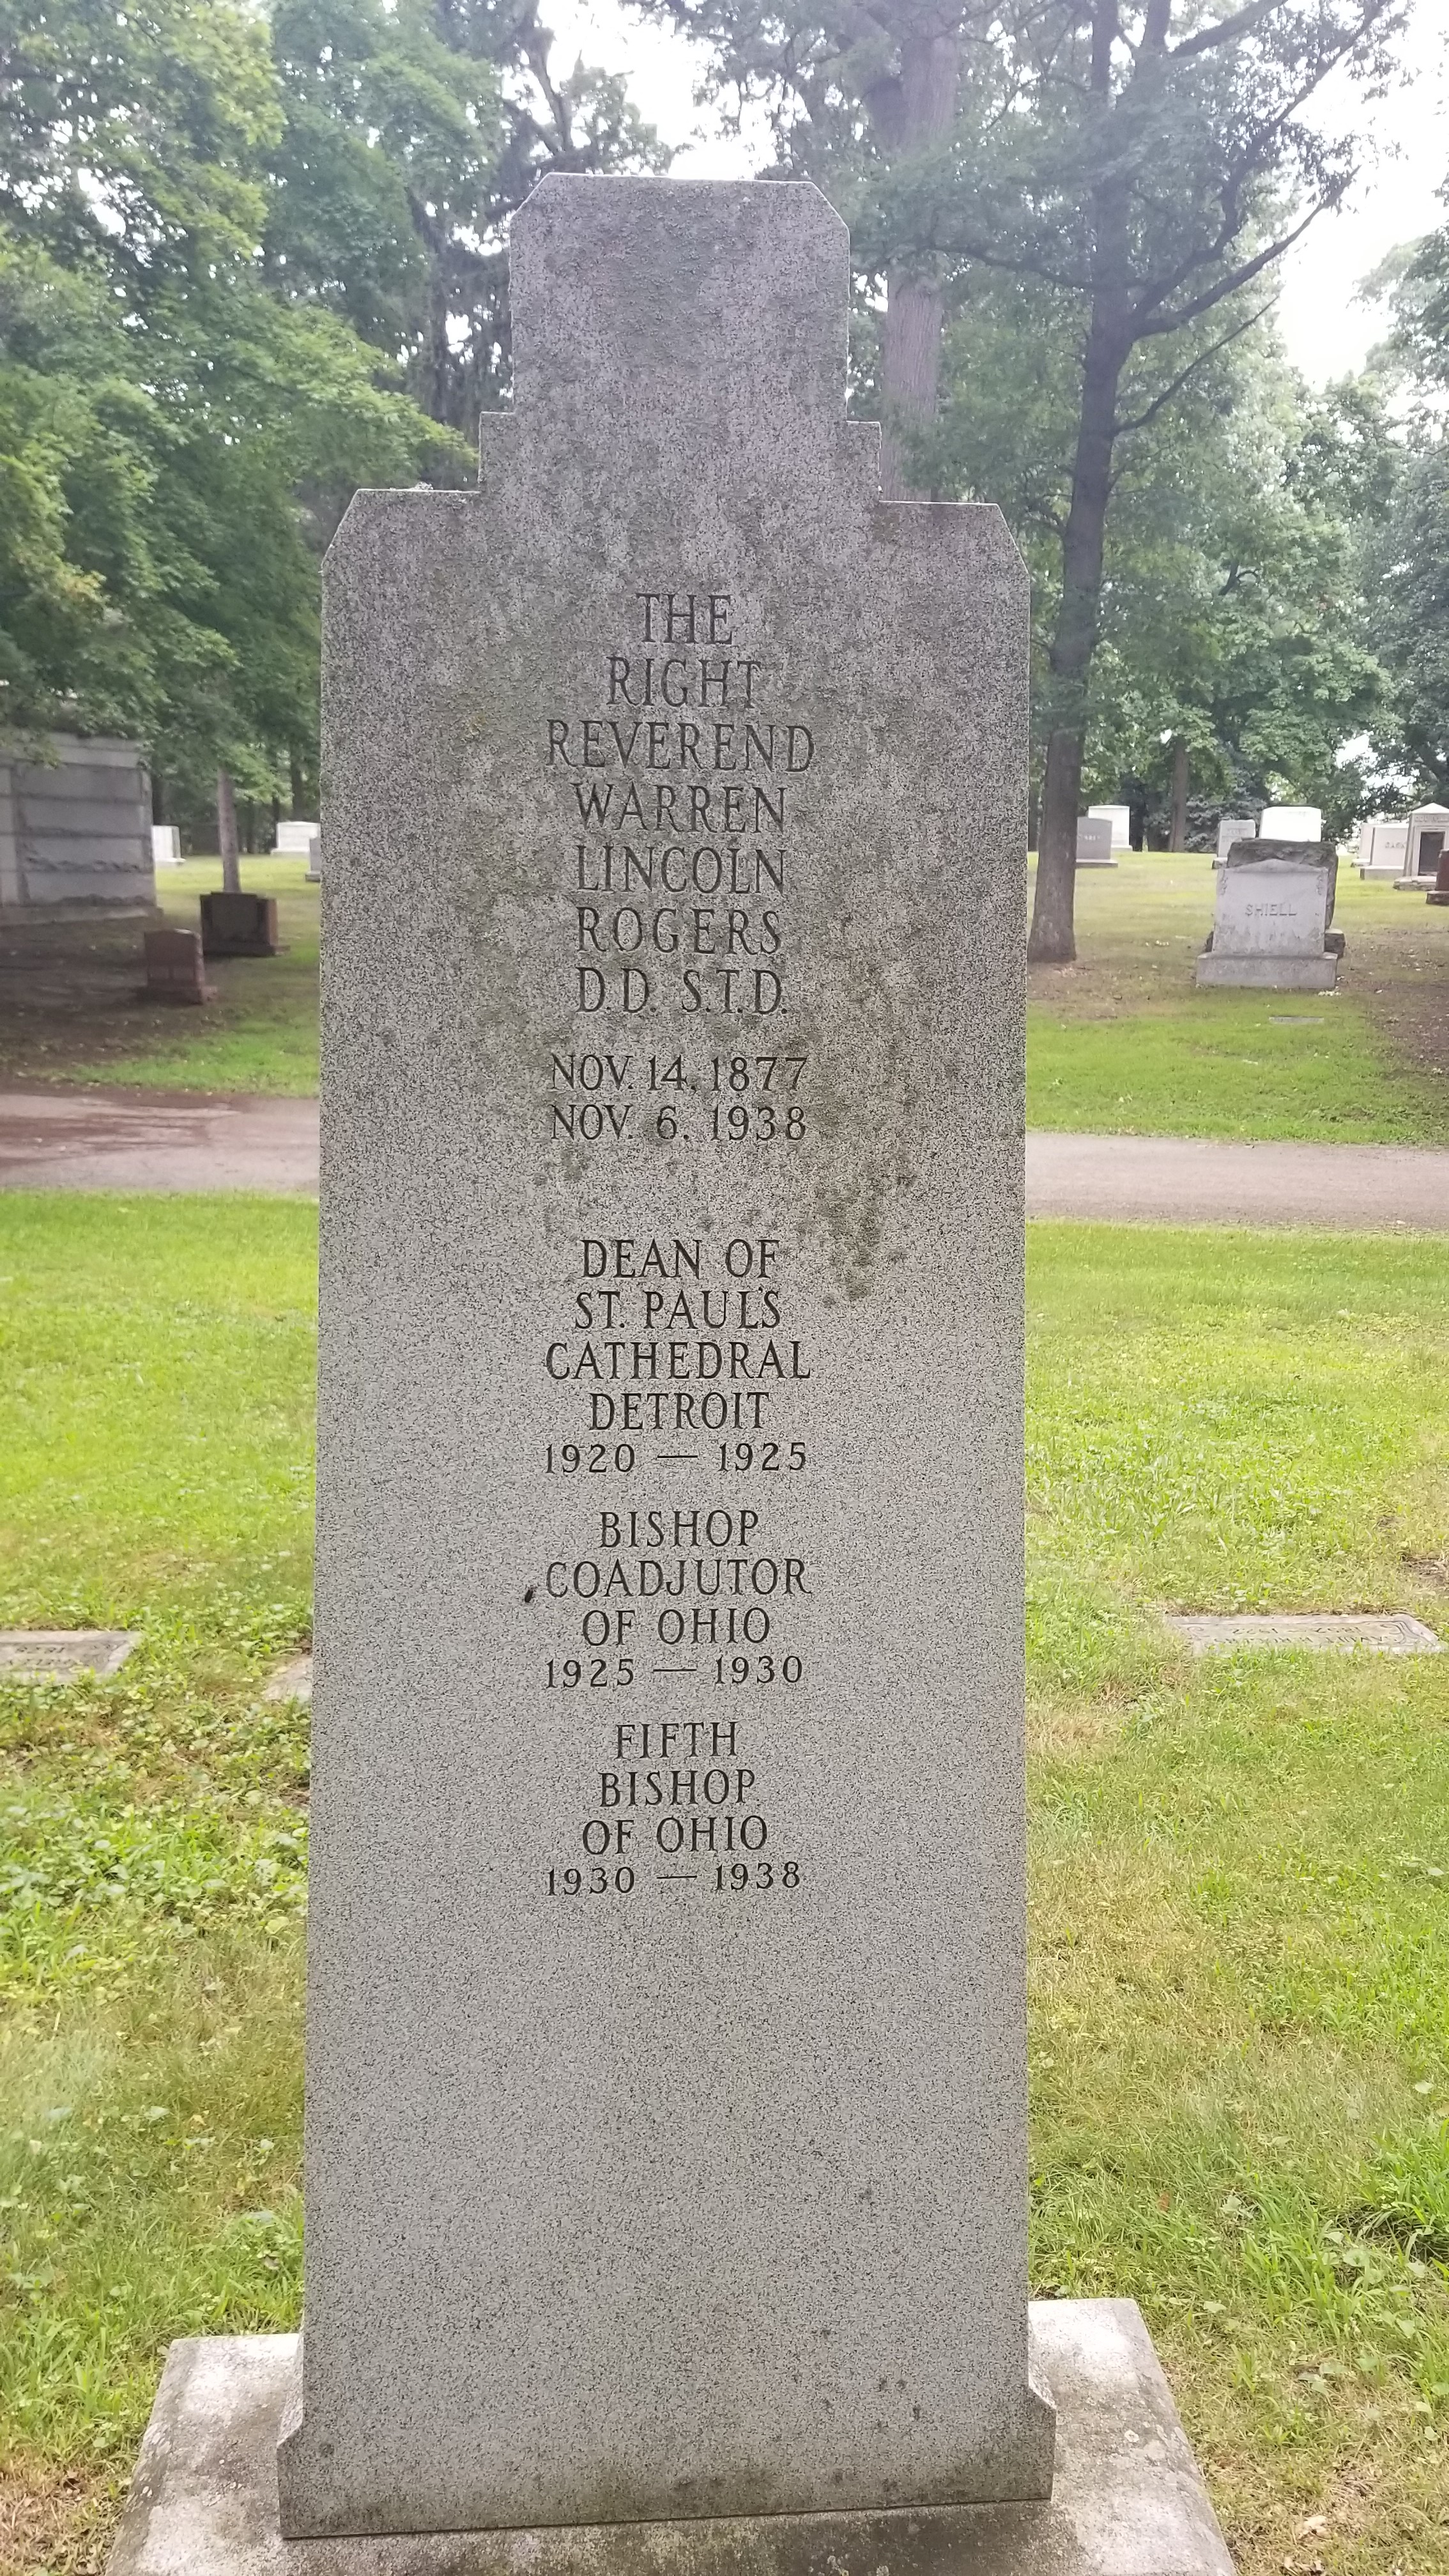 THE
RIGHT
REVEREND
WARREN
LINCOLN
ROGERS
D.D. S.T.D.
NOV. 14, 1877
NOV. 6, 1938
DEAN OF
ST. PAUL'S
CATHEDRAL
DETROIT
1920 — 1925
BISHOP
COADJUTOR
OF OHIO
1925 — 1930
FIFTH
BISHOP
OF OHIO
1930 — 1938
SHIELL